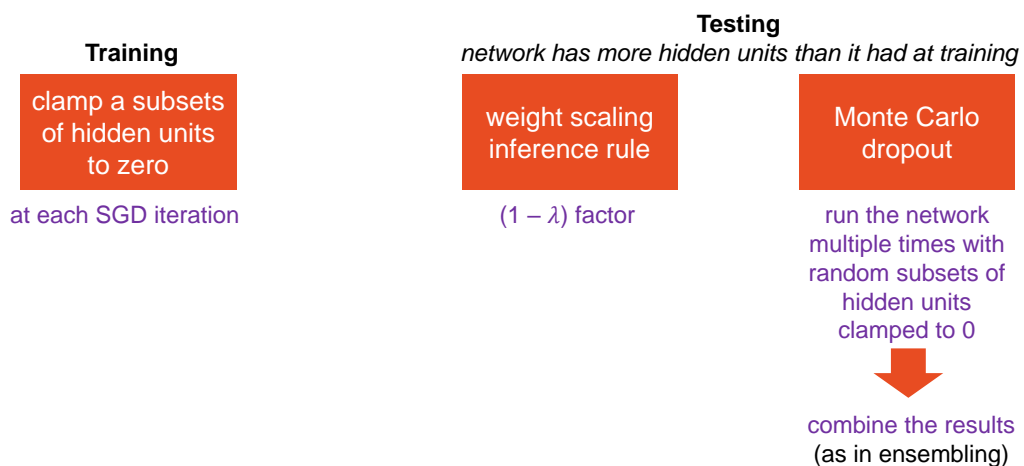 Training
clamp a subsets
of hidden units
to zero
at each SGD iteration
Testing
network has more hidden units than it had at training
weight scaling
inference rule
(1 – λ) factor
Monte Carlo
dropout
run the network
multiple times with
random subsets of
hidden units
clamped to 0
combine the results
(as in ensembling)